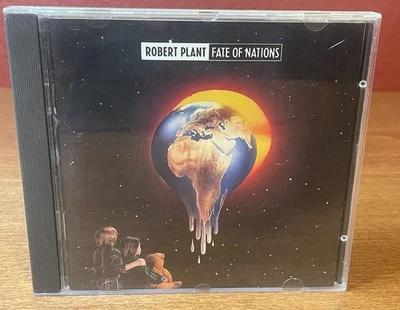 ROBERT PLANT FATE OF NATIONS